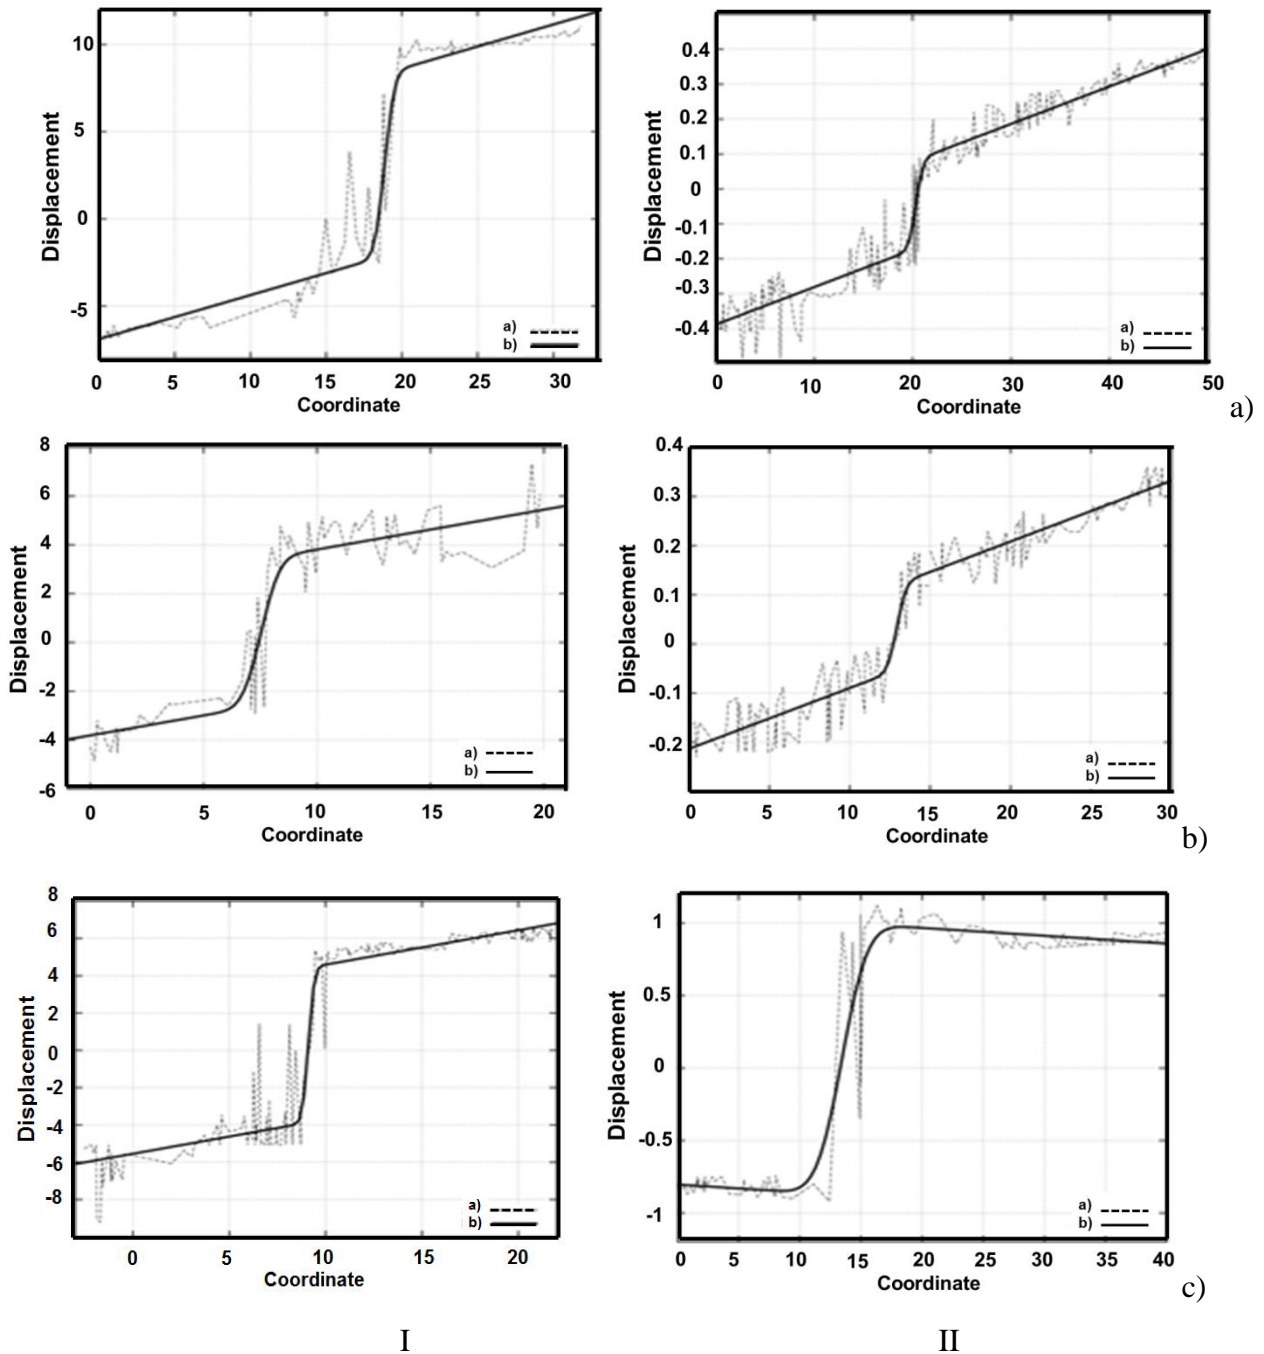 10
5
0
-5
Displacement
a)
b)
0 5 10 15 20 25 30
Coordinate
0.4
0.3
0.2
0.1
0
-0.1
-0.2
-0.3
-0.4
Displacement
a)
b)
0 10 20 30 40 50
Coordinate
a)
8
6
4
2
0
-2
-4
-6
Displacement
a)
b)
0 5 10 15 20
Coordinate
0.4
0.3
0.2
0.1
0
-0.1
-0.2
Displacement
a)
b)
0 5 10 15 20 25 30
Coordinate
b)
8
6
4
2
0
-2
-4
-6
-8
Displacement
a)
b)
0 5 10 15 20
Coordinate
1
0.5
0
-0.5
-1
Displacement
a)
b)
0 5 10 15 20 25 30 35 40
Coordinate
c)
I II